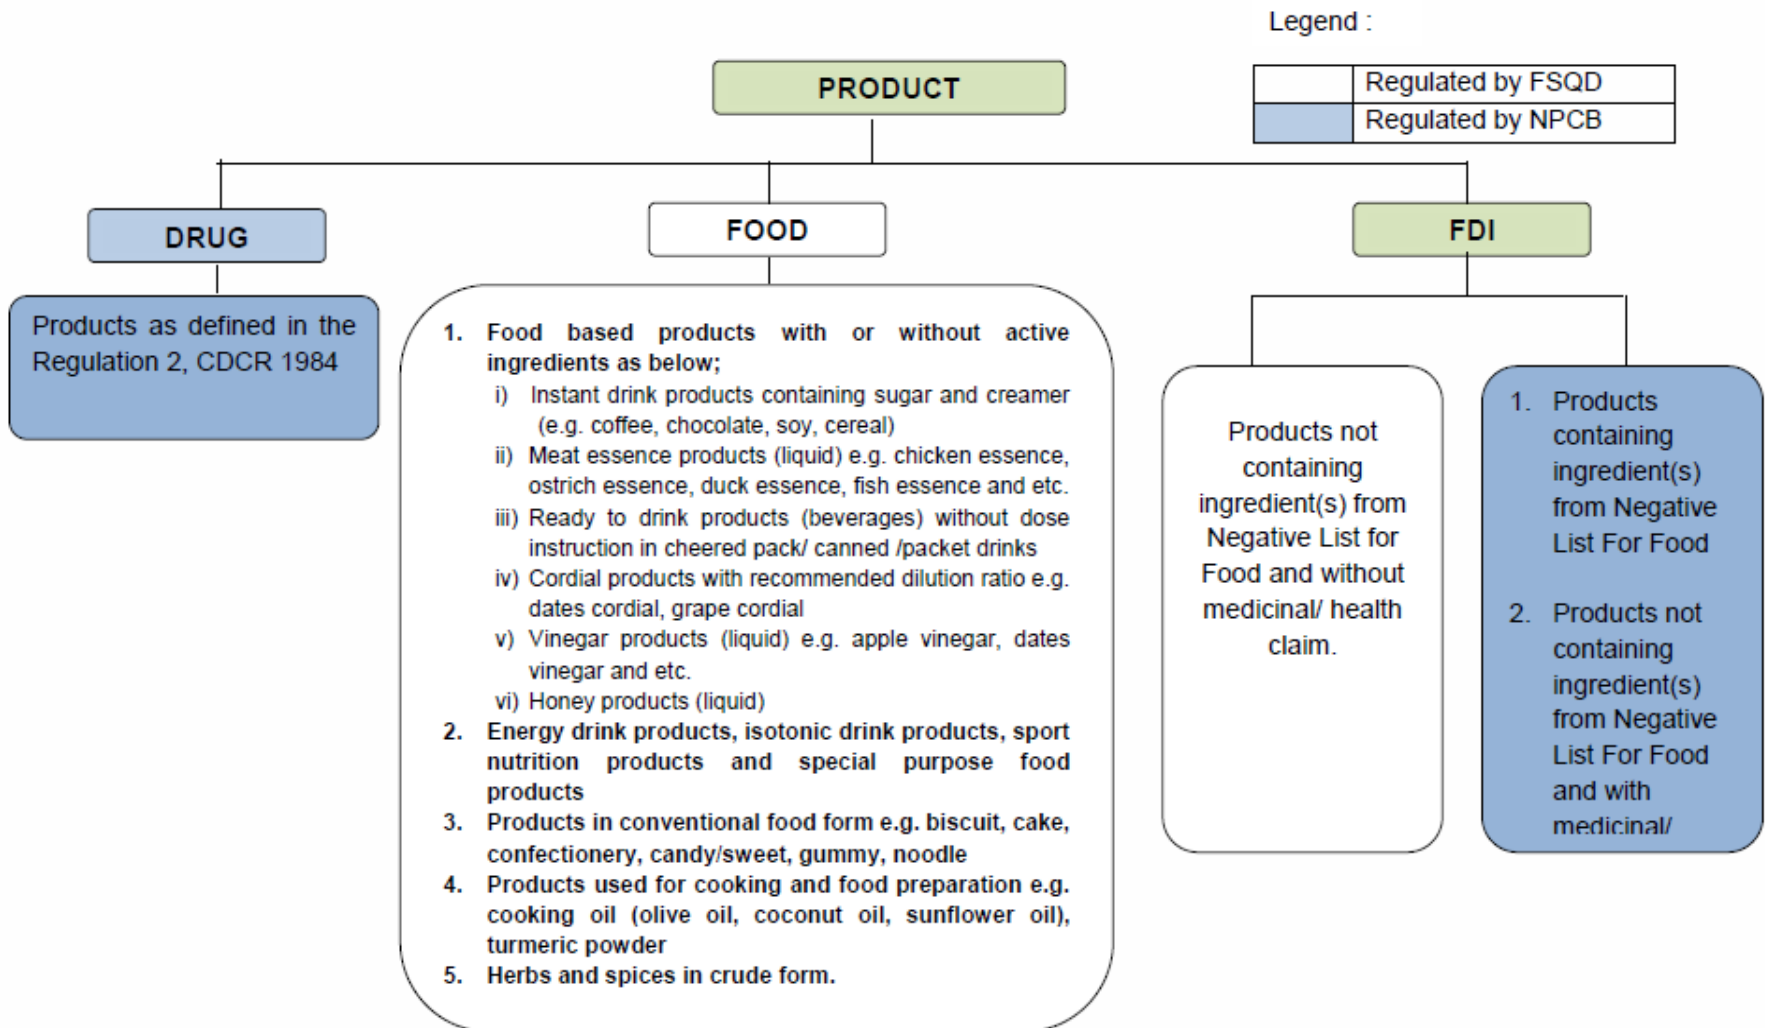 Legend :
Regulated by FSQD
Regulated by NPCB
PRODUCT
DRUG
FOOD
FDI
Products as defined in the
Regulation 2, CDCR 1984
1. Food based products with or without active
ingredients as below;
i) Instant drink products containing sugar and creamer
(e.g. coffee, chocolate, soy, cereal)
ii) Meat essence products (liquid) e.g. chicken essence,
ostrich essence, duck essence, fish essence and etc.
iii) Ready to drink products (beverages) without dose
instruction in cheered pack/ canned /packet drinks
iv) Cordial products with recommended dilution ratio e.g.
dates cordial, grape cordial
v) Vinegar products (liquid) e.g. apple vinegar, dates
vinegar and etc.
vi) Honey products (liquid)
2. Energy drink products, isotonic drink products, sport
nutrition products and special purpose food
products
3. Products in conventional food form e.g. biscuit, cake,
confectionery, candy/sweet, gummy, noodle
4. Products used for cooking and food preparation e.g.
cooking oil (olive oil, coconut oil, sunflower oil),
turmeric powder
5. Herbs and spices in crude form.
Products not
containing
ingredient(s) from
Negative List for
Food and without
medicinal/ health
claim.
1. Products
containing
ingredient(s)
from Negative
List For Food
2. Products not
containing
ingredient(s)
from Negative
List For Food
and with
medicinal/